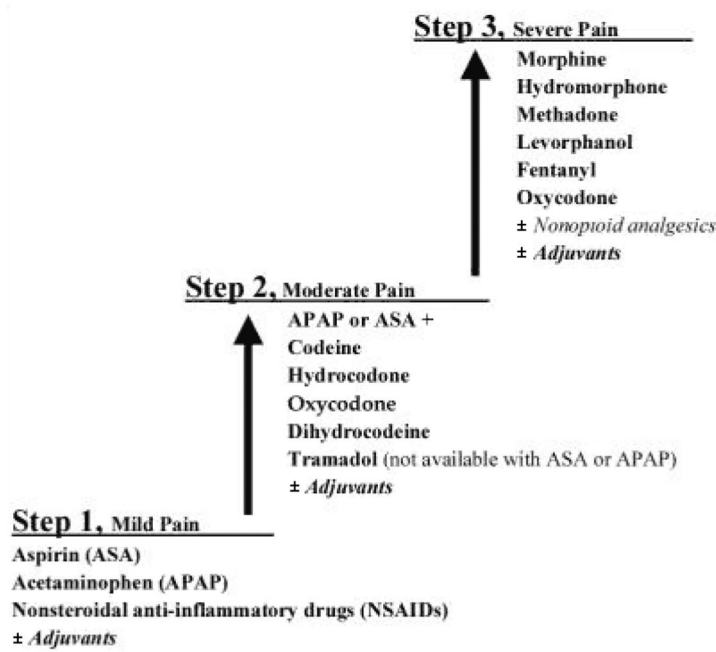 Step 3, Severe Pain
Morphine
Hydromorphone
Methadone
Levorphanol
Fentanyl
Oxycodone
± Nonopioid analgesics
± Adjuvants
Step 2, Moderate Pain
APAP or ASA +
Codeine
Hydrocodone
Oxycodone
Dihydrocodeine
Tramadol (not available with ASA or APAP)
± Adjuvants
Step 1, Mild Pain
Aspirin (ASA)
Acetaminophen (APAP)
Nonsteroidal anti-inflammatory drugs (NSAIDs)
± Adjuvants